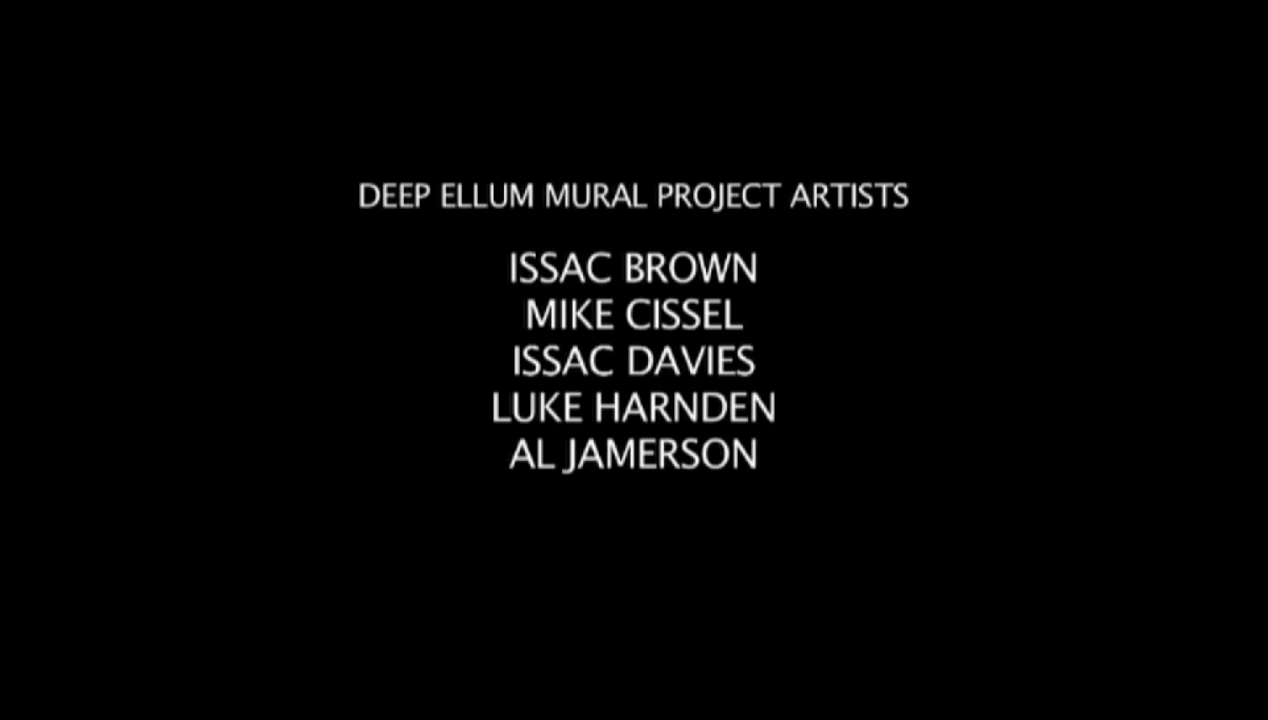 DEEP ELLUM MURAL PROJECT ARTISTS
ISSAC BROWN
MIKE CISSEL
ISSAC DAVIES
LUKE HARNDEN
AL JAMERSON